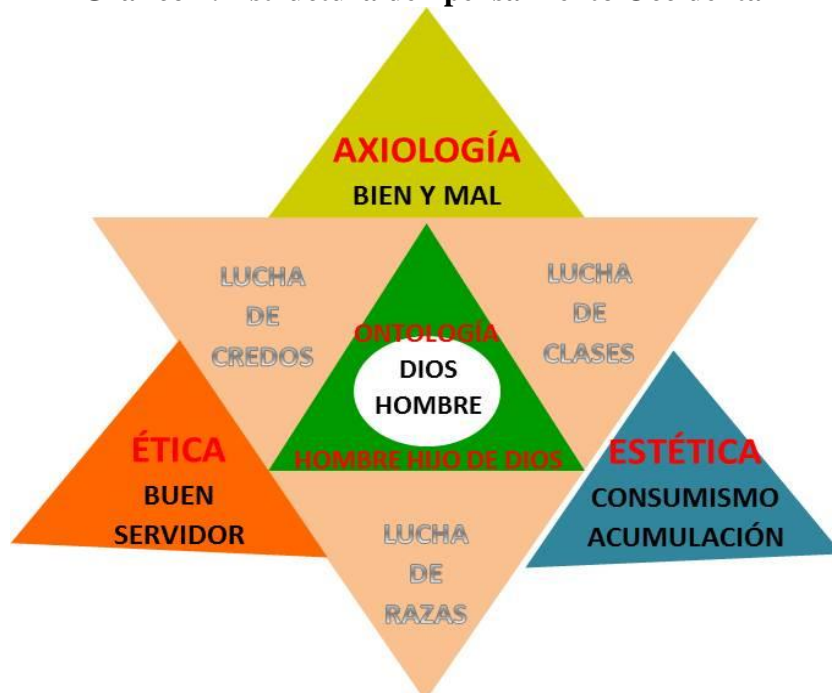 AXIOLOGÍA
BIEN Y MAL
LUCHA
DE
CREDOS
LUCHA
DE
CLASES
ONTOLOGÍA
DIOS
HOMBRE
HOMBRE HIJO DE DIOS
ÉTICA
BUEN
SERVIDOR
ESTÉTICA
CONSUMISMO
ACUMULACIÓN
LUCHA
DE
RAZAS